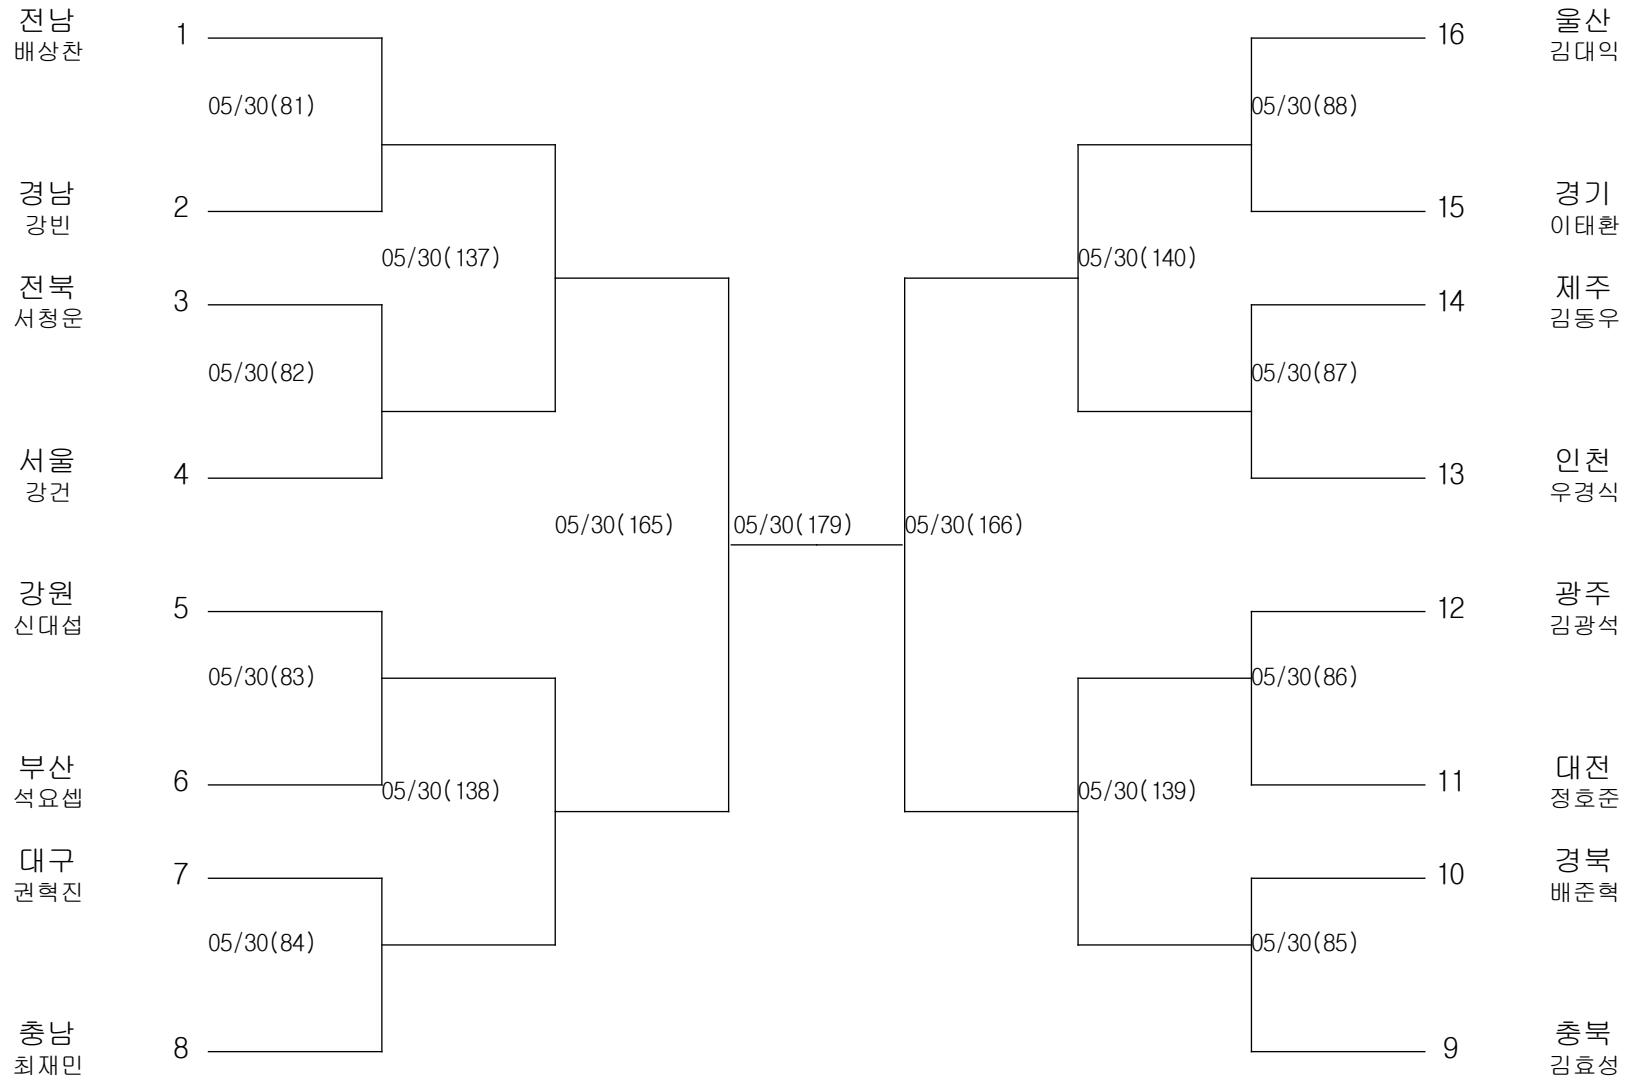 전남
배상찬
1
05/30(81)
경남
강빈
2
05/30(137)
전북
서청운
3
05/30(82)
서울
강건
4
05/30(165)
강원
신대섭
5
05/30(83)
부산
석요셉
6
05/30(138)
대구
권혁진
7
05/30(84)
충남
최재민
8
05/30(179)
16
울산
김대익
05/30(88)
15
경기
이태환
05/30(140)
14
제주
김동우
05/30(87)
13
인천
우경식
05/30(166)
12
광주
김광석
05/30(86)
11
대전
정호준
05/30(139)
10
경북
배준혁
05/30(85)
9
충북
김효성